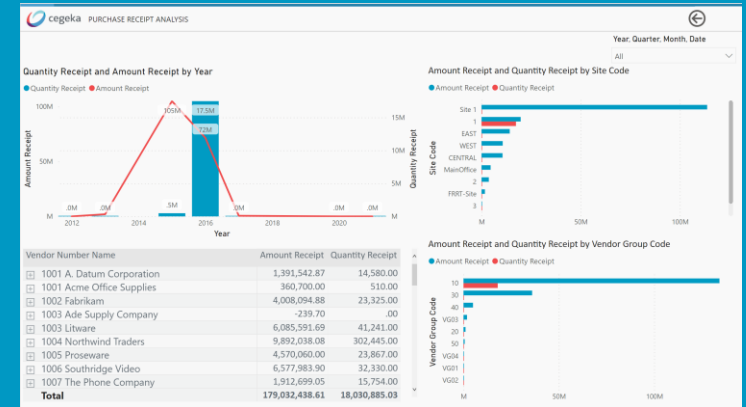 cegeka PURCHASE RECEIPT ANALYSIS
Year, Quarter, Month, Date
All
Quantity Receipt and Amount Receipt by Year
Quantity Receipt Amount Receipt
100M
50M
M
Amount Receipt
105M 17.5M
72M
.0M .0M .5M .0M .0M .0M
15M
10M
5M
M
Quantity Receipt
2012 2014 2016 2018 2020
Year
Amount Receipt and Quantity Receipt by Site Code
Amount Receipt Quantity Receipt
Site Code
Site 1
1
EAST
WEST
CENTRAL
MainOffice
2
FRRT-Site
3
M 50M 100M
Vendor Number Name Amount Receipt Quantity Receipt
1001 A. Datum Corporation 1,391,542.87 14,580.00
1001 Acme Office Supplies 360,700.00 510.00
1002 Fabrikam 4,008,094.88 23,325.00
1003 Ade Supply Company -239.70 .00
1003 Litware 6,085,591.69 41,241.00
1004 Northwind Traders 9,892,038.08 302,445.00
1005 Proseware 4,570,060.00 23,867.00
1006 Southridge Video 6,577,983.90 32,330.00
1007 The Phone Company 1,912,699.05 15,754.00
Total 179,032,438.61 18,030,885.03
Amount Receipt and Quantity Receipt by Vendor Group Code
Amount Receipt Quantity Receipt
Vendor Group Code
10
30
40
VG03
20
50
VG04
VG01
VG02
M 50M 100M